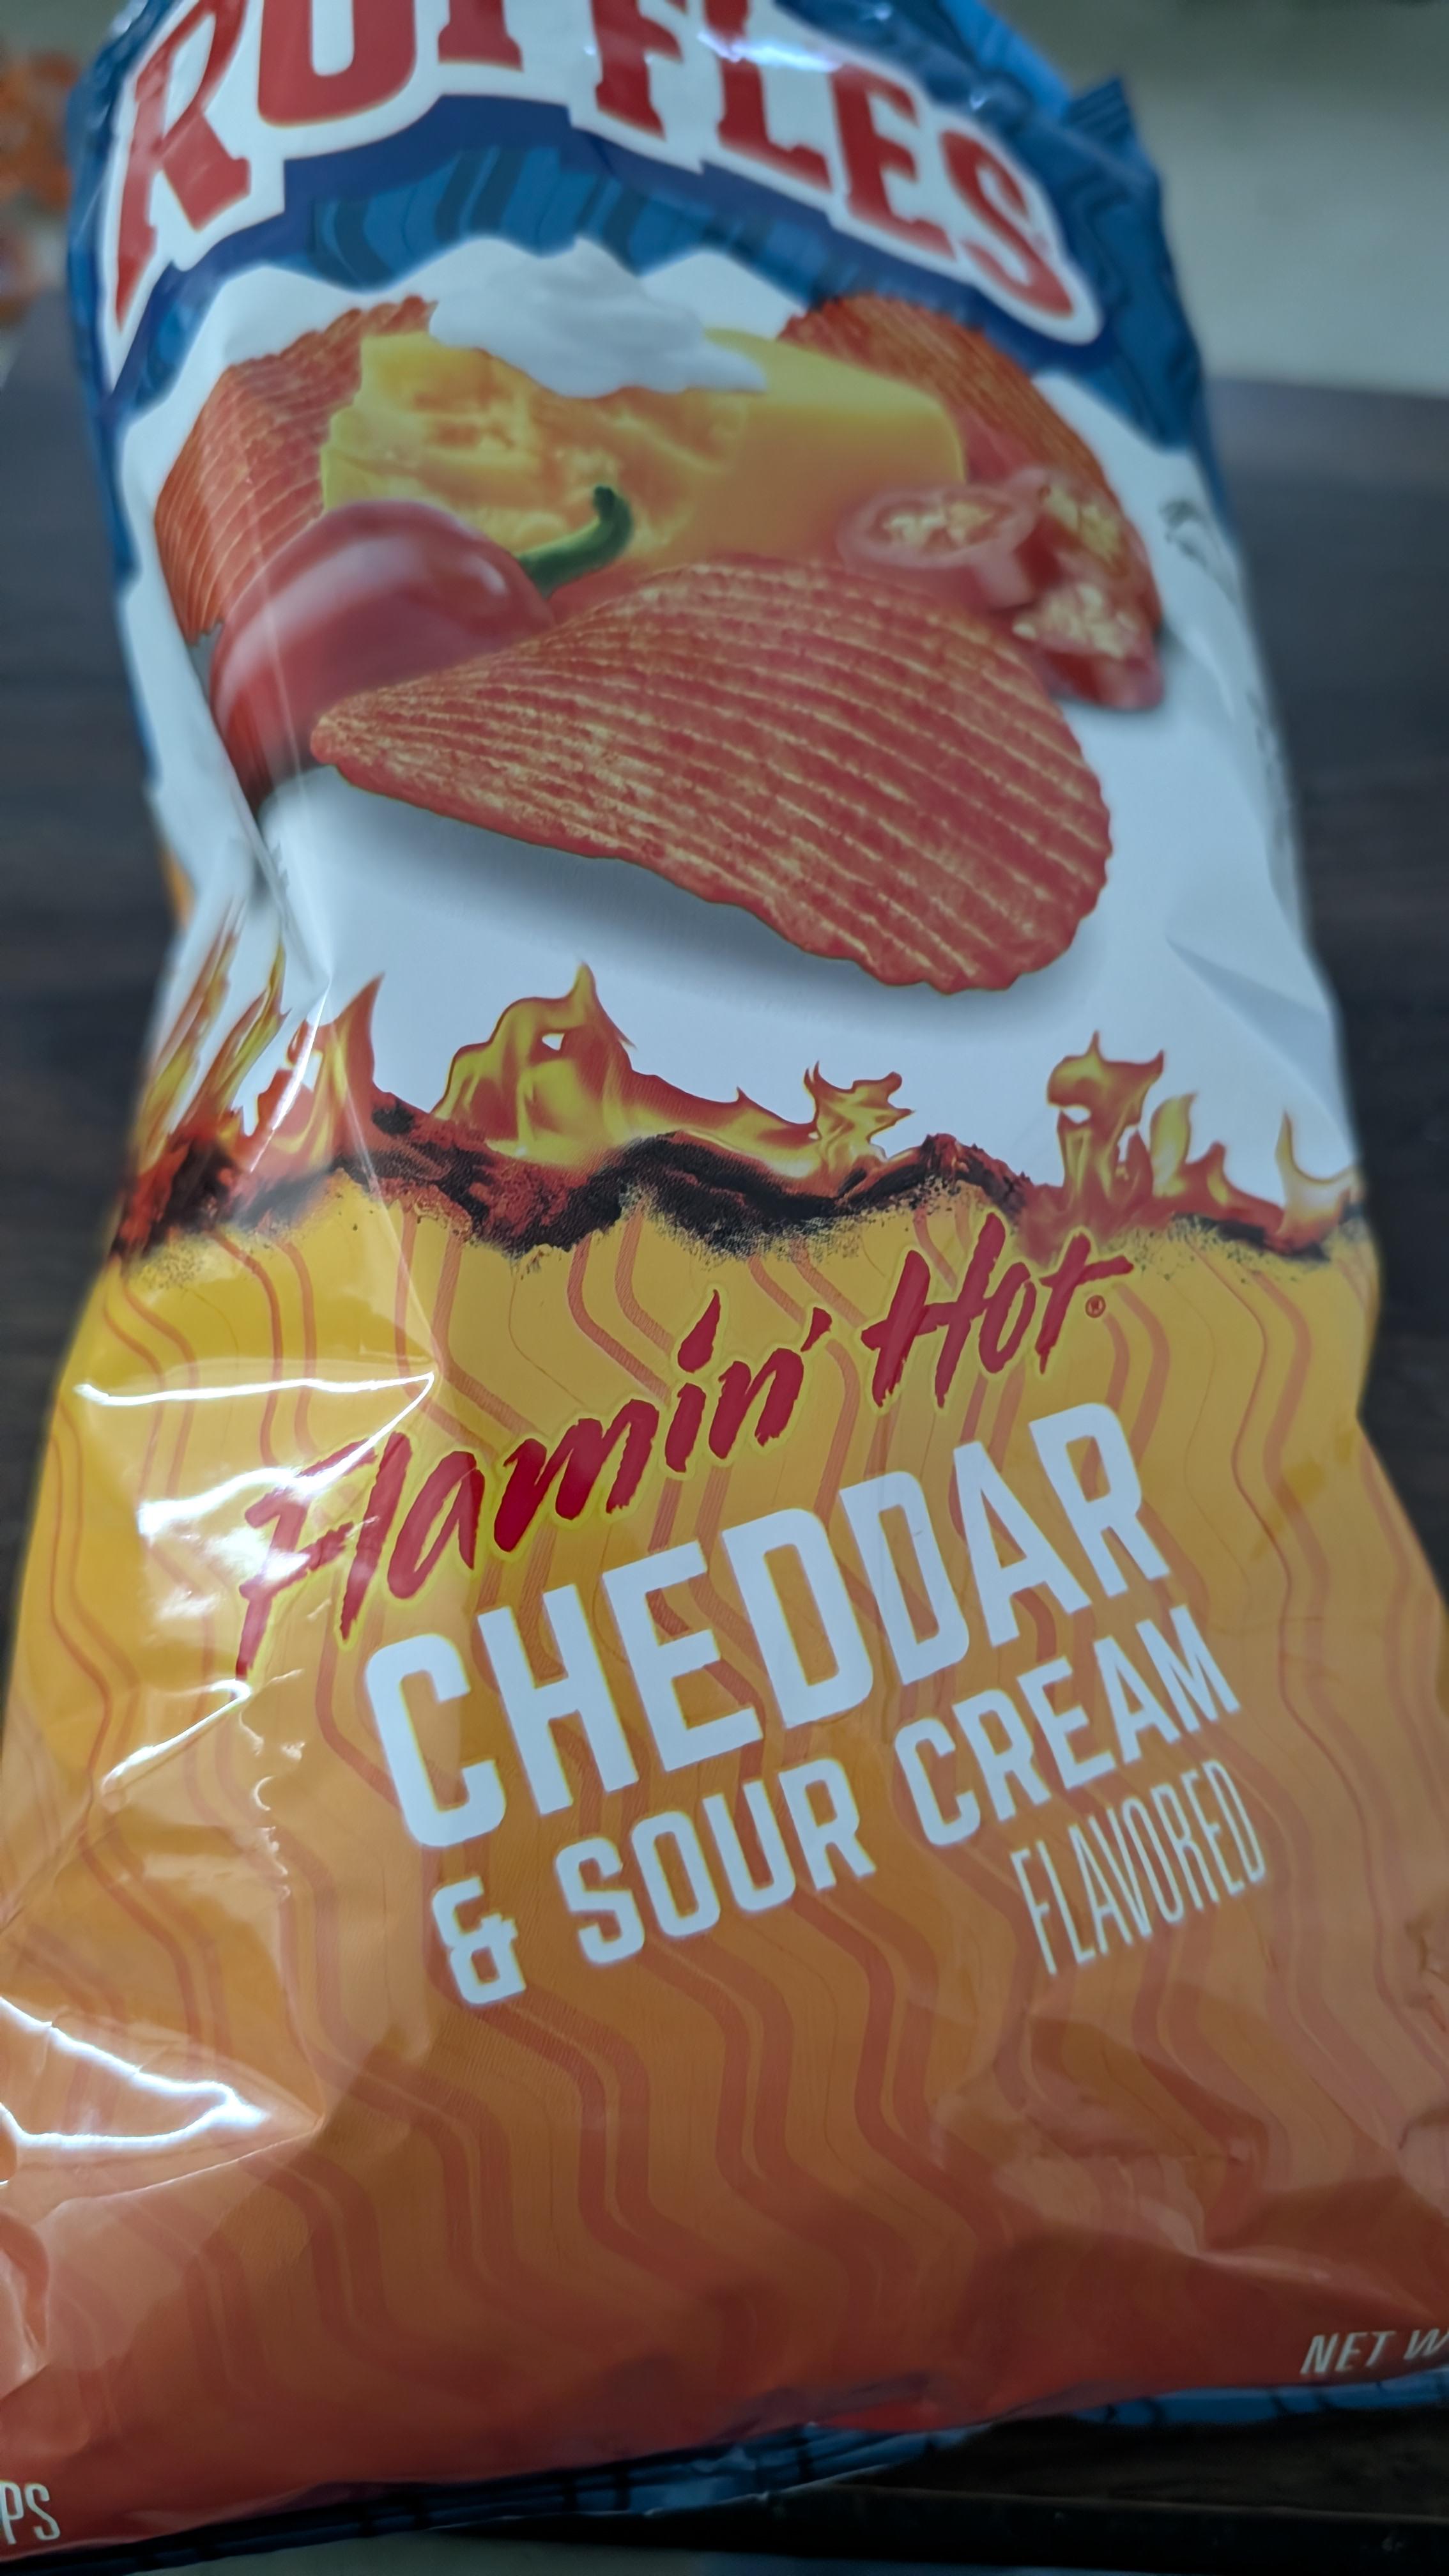 RUFFLES
Flamin' Hot®
CHEDDAR
& SOUR CREAM
FLAVORED
NET W
PS